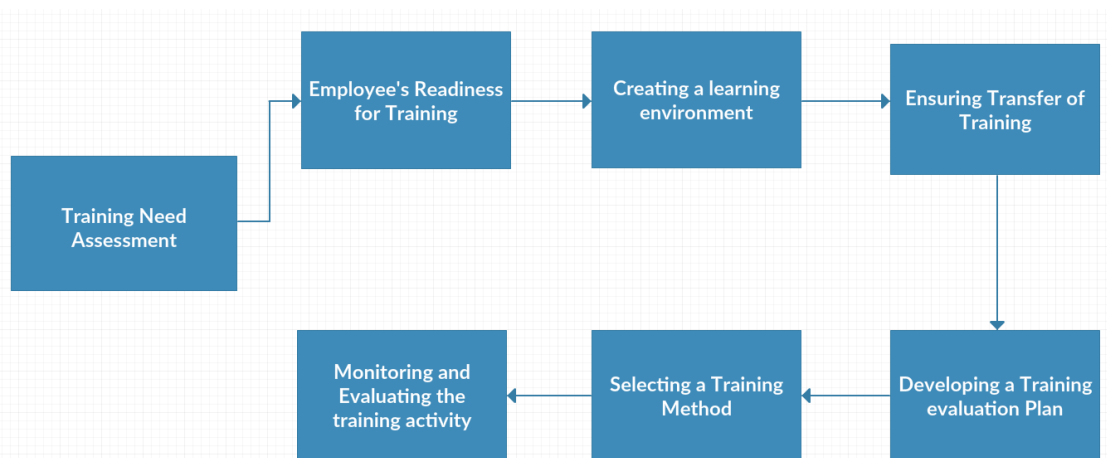 Training Need
Assessment
Employee's Readiness
for Training
Creating a learning
environment
Ensuring Transfer of
Training
Developing a Training
evaluation Plan
Selecting a Training
Method
Monitoring and
Evaluating the
training activity